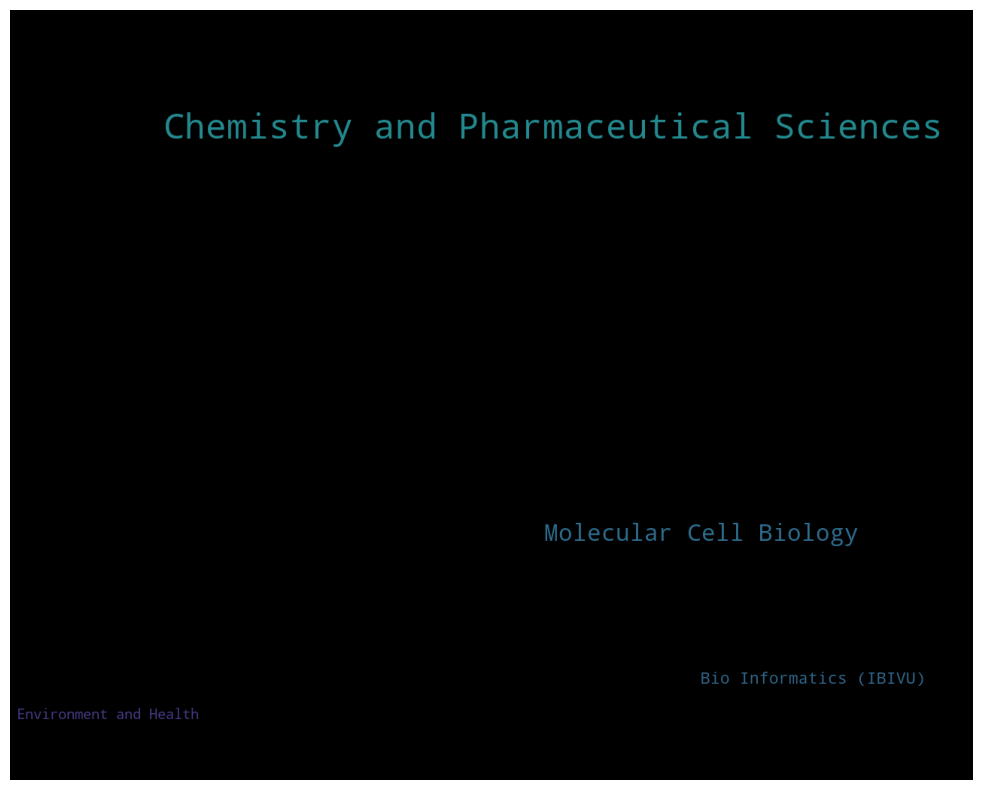 Chemistry and Pharmaceutical Sciences
Molecular Cell Biology
Bio Informatics (IBIVU)
Environment and Health